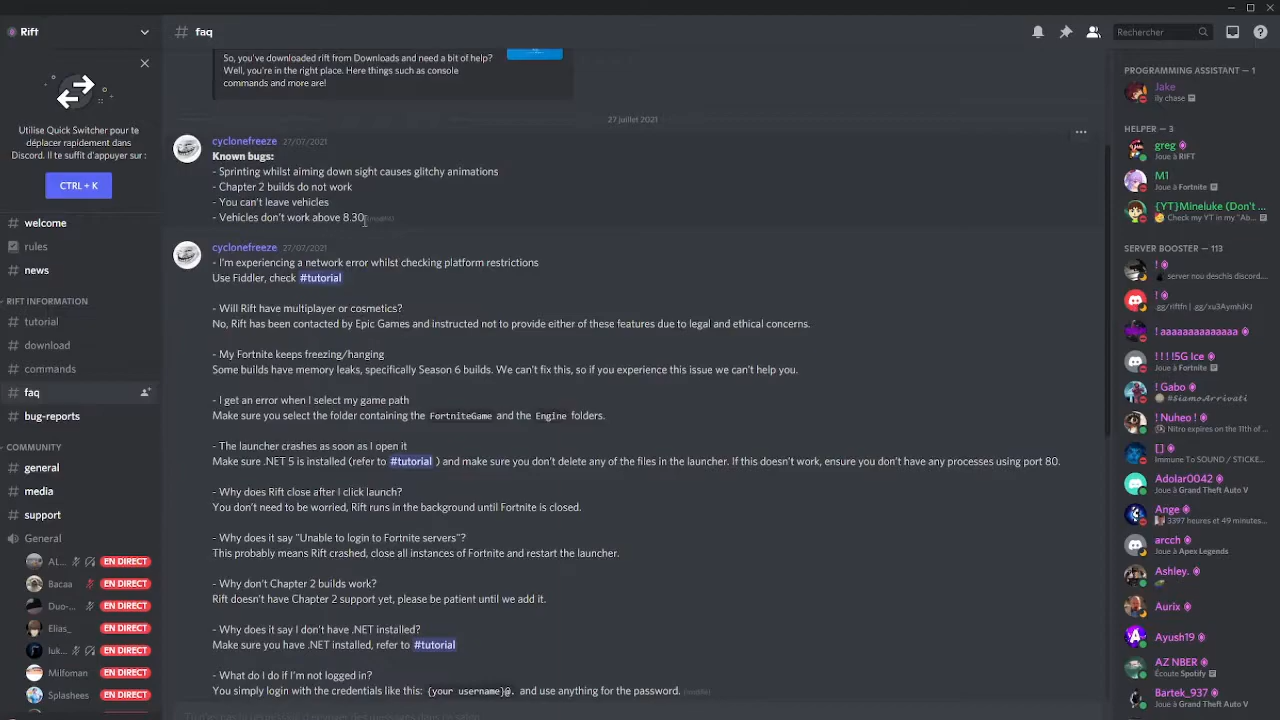 Rift
faq
Rechercher
Utilise Quick Switcher pour te
déplacer rapidement dans
Discord. Il te suffit d'appuyer sur :
CTRL + K
# welcome
rules
# news
RIFT INFORMATION
# tutorial
# download
# commands
# faq
# bug-reports
COMMUNITY
# general
# media
# support
General
AL... EN DIRECT
Bacaa EN DIRECT
Duo-... EN DIRECT
Elias_ EN DIRECT
luk... EN DIRECT
Milfoman EN DIRECT
Splashees EN DIRECT
So, you've downloaded rift from Downloads and need a bit of help?
Well, you're in the right place. Here things such as console
commands and more are!
27 juillet 2021
cyclonefreeze 27/07/2021
Known bugs:
- Sprinting whilst aiming down sight causes glitchy animations
- Chapter 2 builds do not work
- You can't leave vehicles
- Vehicles don't work above 8.30 (modifié)
cyclonefreeze 27/07/2021
- I'm experiencing a network error whilst checking platform restrictions
Use Fiddler, check #tutorial
- Will Rift have multiplayer or cosmetics?
No, Rift has been contacted by Epic Games and instructed not to provide either of these features due to legal and ethical concerns.
- My Fortnite keeps freezing/hanging
Some builds have memory leaks, specifically Season 6 builds. We can't fix this, so if you experience this issue we can't help you.
- I get an error when I select my game path
Make sure you select the folder containing the FortniteGame and the Engine folders.
- The launcher crashes as soon as I open it
Make sure .NET 5 is installed (refer to #tutorial ) and make sure you don't delete any of the files in the launcher. If this doesn't work, ensure you don't have any processes using port 80.
- Why does Rift close after I click launch?
You don't need to be worried, Rift runs in the background until Fortnite is closed.
- Why does it say "Unable to login to Fortnite servers"?
This probably means Rift crashed, close all instances of Fortnite and restart the launcher.
- Why don't Chapter 2 builds work?
Rift doesn't have Chapter 2 support yet, please be patient until we add it.
- Why does it say I don't have .NET installed?
Make sure you have .NET installed, refer to #tutorial
- What do I do if I'm not logged in?
You simply login with the credentials like this: {your username}@. and use anything for the password. (modifié)
PROGRAMMING ASSISTANT — 1
Jake
ily chase
HELPER — 3
greg
Joue à RIFT
M1
Joue à Fortnite
{YT}Mineluke (Don't ...
Check my YT in my "Ab...
SERVER BOOSTER — 113
!
server nou deschis discord....
!
.gg/riftfn | .gg/xu3AymhJKJ
! aaaaaaaaaaaaaa
! ! ! !5G Ice
Joue à Fortnite
! Gabo
#𝓢𝓲𝓪𝓶𝓸𝓐𝓻𝓻𝓲𝓿𝓪𝓽𝓲
! Nuheo !
Nitro expires on the 11th of ...
[]
Immune To SOUND / STICKE...
Adolar0042
Joue à Grand Theft Auto V
Ange
3397 heures et 49 minutes...
arcch
Joue à Apex Legends
Ashley.
Aurix
Ayush19
AZ NBER
Écoute Spotify
Bartek_937
Joue à Grand Theft Auto V